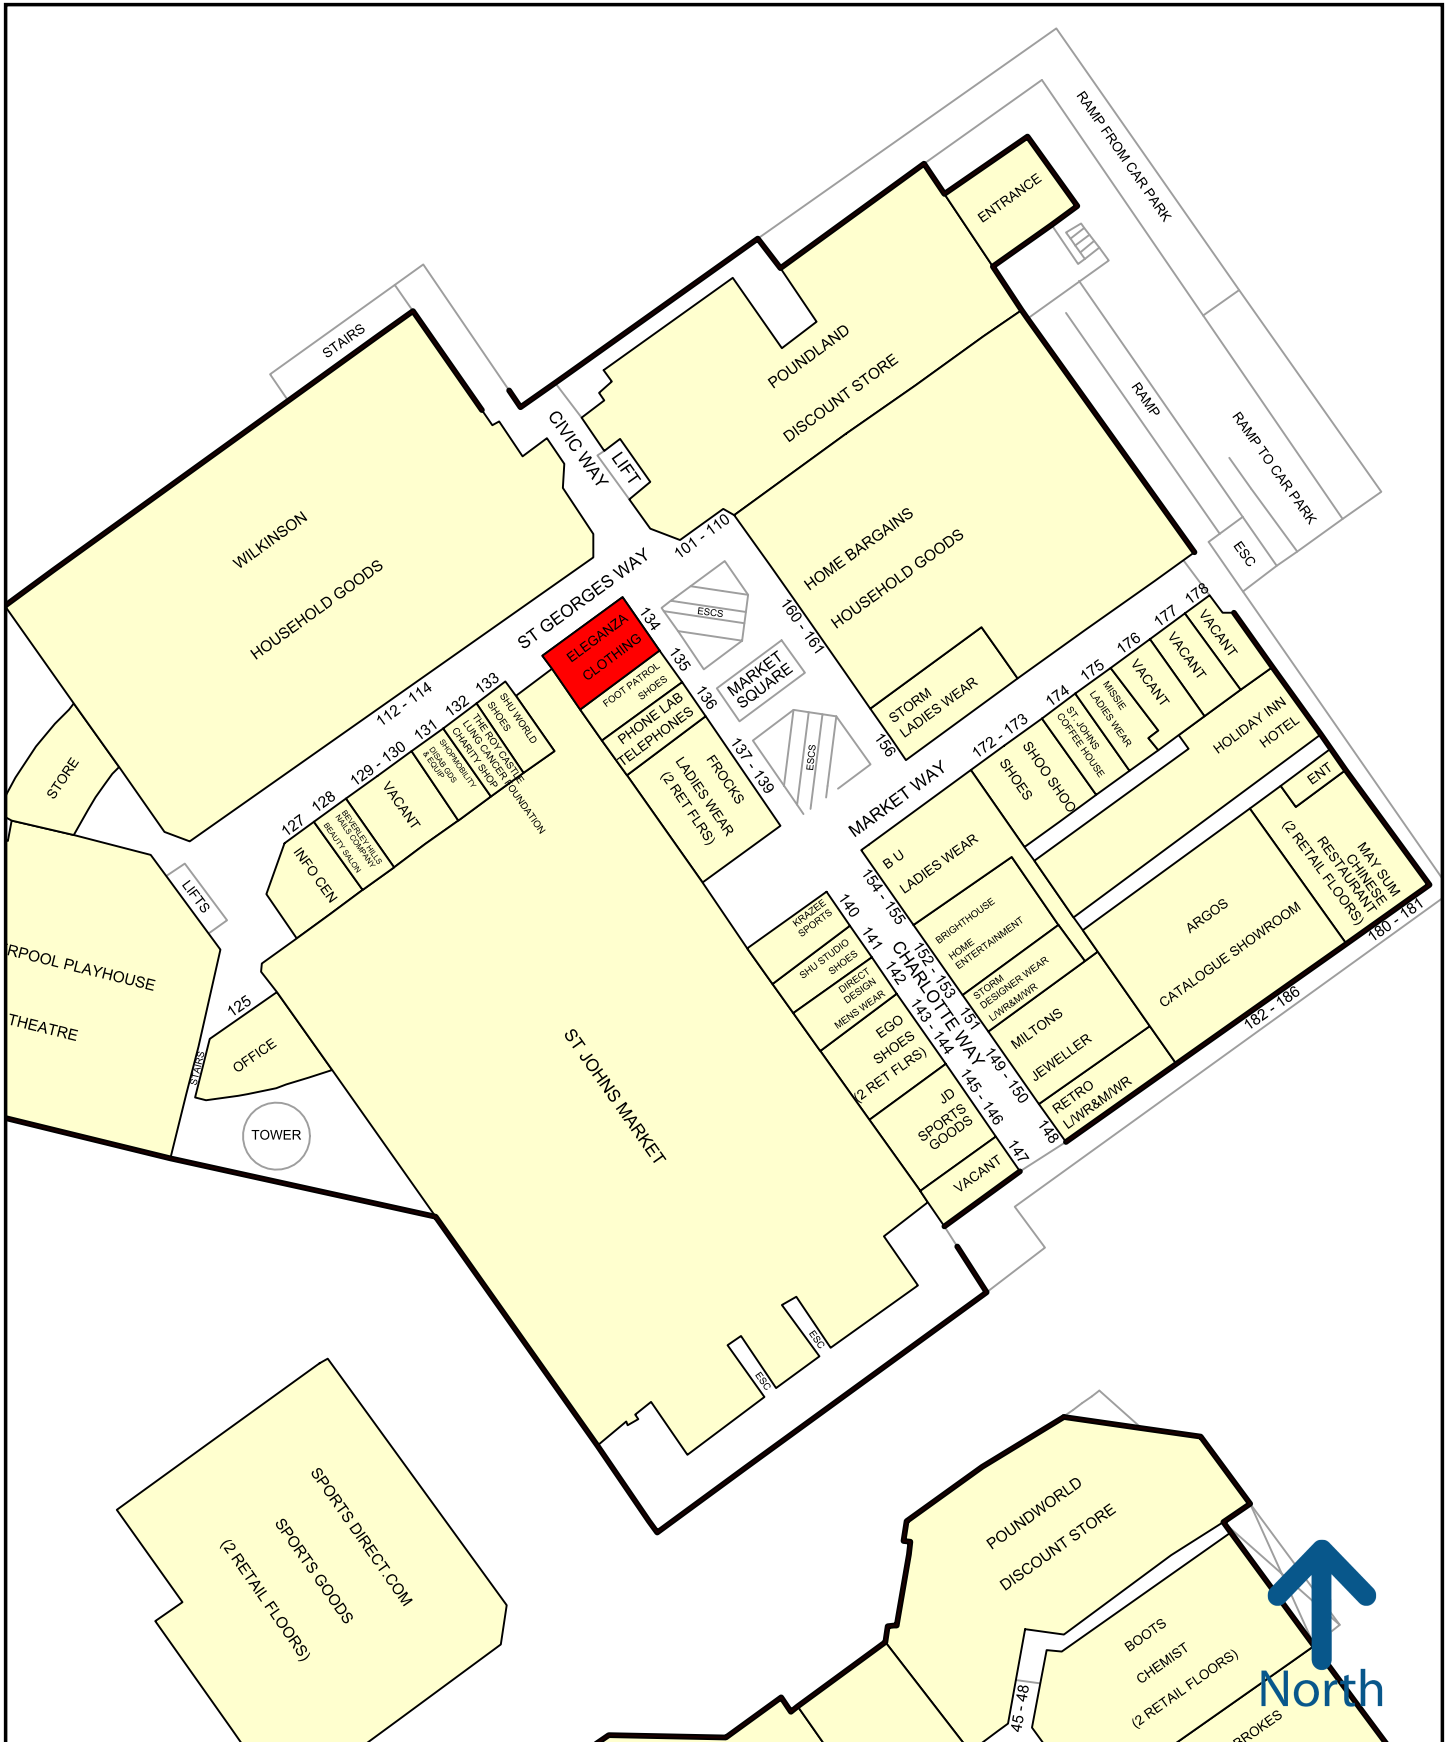 RAMP FROM CAR PARK
ENTRANCE
STAIRS
POUNDLAND
DISCOUNT STORE
RAMP
RAMP TO CAR PARK
CIVIC WAY
LIFT
WILKINSON
HOUSEHOLD GOODS
101 - 110
HOME BARGAINS
HOUSEHOLD GOODS
ESC
ST GEORGES WAY
ESCS
160 - 161
134
ELEGANZA
CLOTHING
135
FOOT PATROL
SHOES
136
PHONE LAB
TELEPHONES
137 - 139
FROCKS
LADIES WEAR
(2 RET FLRS)
MARKET
SQUARE
ESCS
STORM
LADIES WEAR
156
MARKET WAY
172 - 173
174
175
176
177
178
SHOO SHOO
SHOES
ST. JOHNS
COFFEE HOUSE
MISSIE
LADIES WEAR
VACANT
VACANT
VACANT
HOLIDAY INN
HOTEL
ENT
112 - 114
133
132
131
129 - 130
128
127
SHU WORLD
SHOES
THE ROY CASTLE
LUNG CANCER FOUNDATION
CHARITY SHOP
SHOPMOBILITY
DISAB GDS
& EQUIP
VACANT
BEVERLEY HILLS
NAILS COMPANY
BEAUTY SALON
INFO CEN
STORE
LIFTS
RPOOL PLAYHOUSE
THEATRE
125
OFFICE
STAIRS
TOWER
ST JOHNS MARKET
B U
LADIES WEAR
154 - 155
BRIGHTHOUSE
HOME
ENTERTAINMENT
152 - 153
STORM
DESIGNER WEAR
L/WR&M/WR
151
MILTONS
JEWELLER
149 - 150
RETRO
L/WR&M/WR
148
CHARLOTTE WAY
KRAZEE
SPORTS
140
SHU STUDIO
SHOES
141
DIRECT
DESIGN
MENS WEAR
142
EGO
SHOES
(2 RET FLRS)
143 - 144
JD
SPORTS
GOODS
145 - 146
VACANT
147
ARGOS
CATALOGUE SHOWROOM
182 - 186
MAY SUM
CHINESE
RESTAURANT
(2 RETAIL FLOORS)
180 - 181
ESC
ESC
SPORTS DIRECT.COM
SPORTS GOODS
(2 RETAIL FLOORS)
POUNDWORLD
DISCOUNT STORE
BOOTS
CHEMIST
(2 RETAIL FLOORS)
45 - 48
BROKES
North